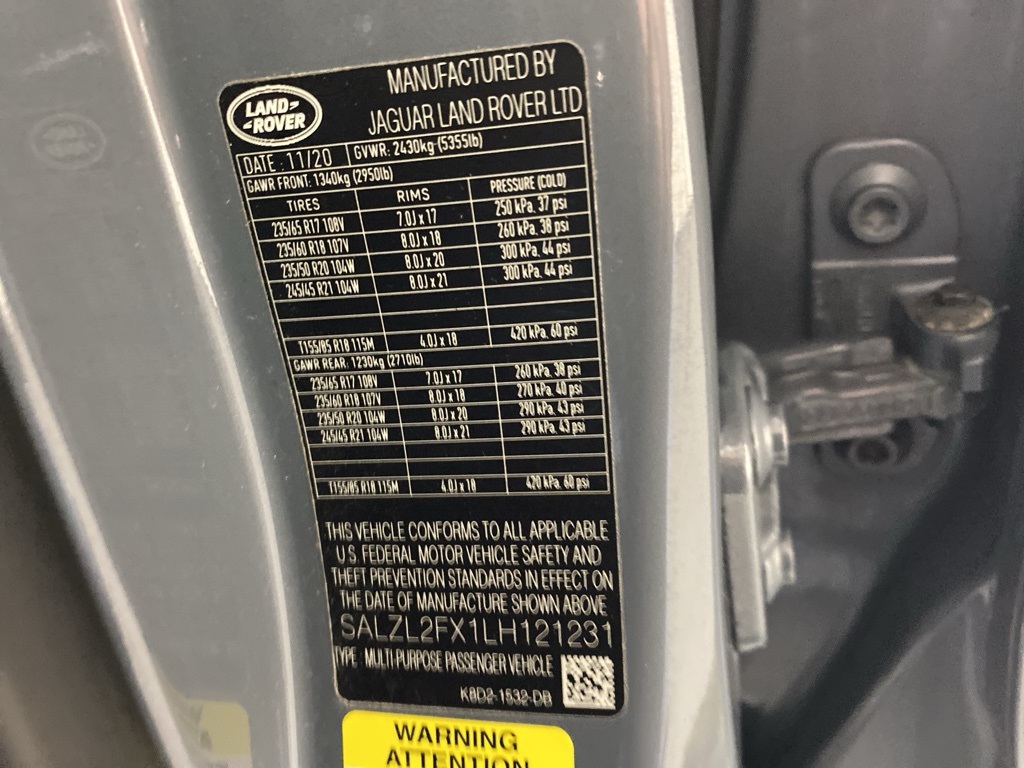 LAND-
-ROVER
MANUFACTURED BY
JAGUAR LAND ROVER LTD
DATE : 11/20 GVWR: 2430kg-(5355lb)
GAWR FRONT: 1340kg (2950lb)
TIRES RIMS PRESSURE (COLD)
235/65 R17 108V 7.0J x 17 250 kPa. 37 psi
235/60 R18 107V 8.0J x 18 260 kPa. 38 psi
235/50 R20 104W 8.0J x 20 300 kPa. 44 psi
245/45 R21 104W 8.0J x 21 300 kPa. 44 psi
T155/85 R18 115M 4.0J x 18 420 kPa. 60 psi
GAWR REAR: 1230kg (2710lb)
235/65 R17 108V 7.0J x 17 260 kPa. 38 psi
235/60 R18 107V 8.0J x 18 270 kPa. 40 psi
235/50 R20 104W 8.0J x 20 290 kPa. 43 psi
245/45 R21 104W 8.0J x 21 290 kPa. 43 psi
T155/85 R18 115M 4.0J x 18 420 kPa. 60 psi
THIS VEHICLE CONFORMS TO ALL APPLICABLE
U.S. FEDERAL MOTOR VEHICLE SAFETY AND
THEFT PREVENTION STANDARDS IN EFFECT ON
THE DATE OF MANUFACTURE SHOWN ABOVE
SALZL2FX1LH121231
TYPE: MULTI-PURPOSE PASSENGER VEHICLE
K8D2-1532-DB
WARNING
ATTENTION